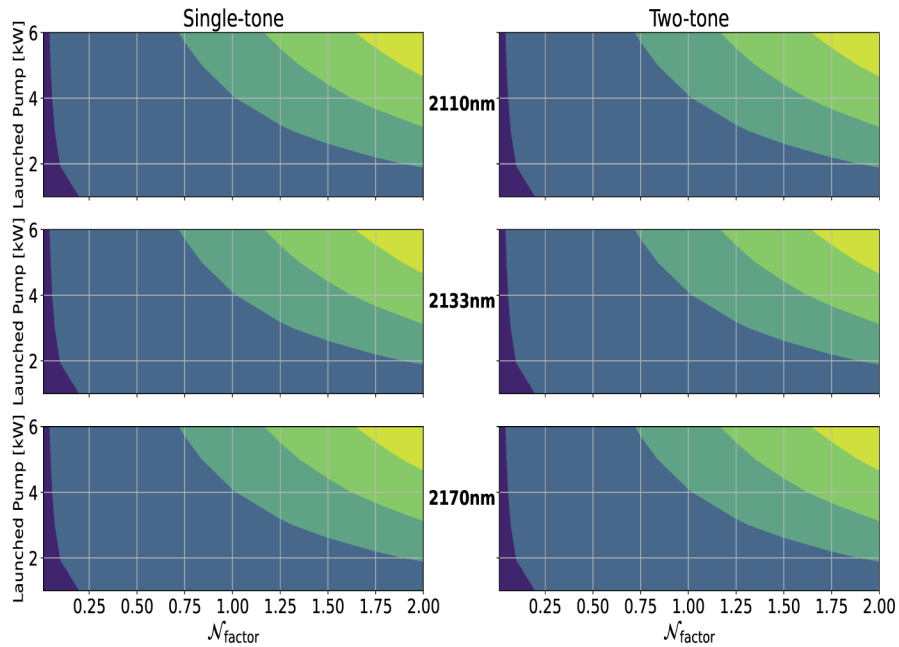 Single-tone Two-tone
Launched Pump [kW]
6
4
2
2110nm
Launched Pump [kW]
6
4
2
2133nm
Launched Pump [kW]
6
4
2
2170nm
0.25 0.50 0.75 1.00 1.25 1.50 1.75 2.00 0.25 0.50 0.75 1.00 1.25 1.50 1.75 2.00
𝒩factor 𝒩factor